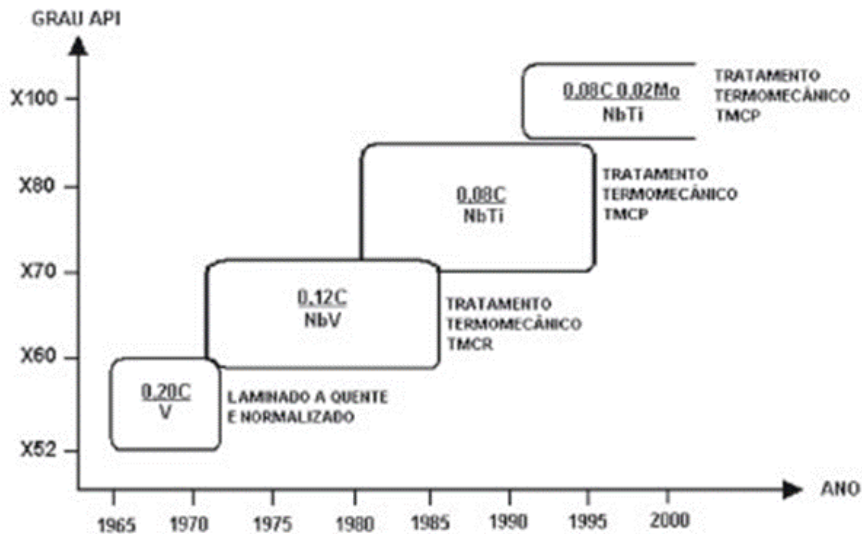 GRAU API
X100
0,08C 0,02Mo
NbTi
TRATAMENTO
TERMOMECÂNICO
TMCP
X80
0,08C
NbTi
TRATAMENTO
TERMOMECÂNICO
TMCP
X70
0,12C
NbV
TRATAMENTO
TERMOMECÂNICO
TMCR
X60
0,20C
V
LAMINADO A QUENTE
E NORMALIZADO
X52
ANO
1965 1970 1975 1980 1985 1990 1995 2000